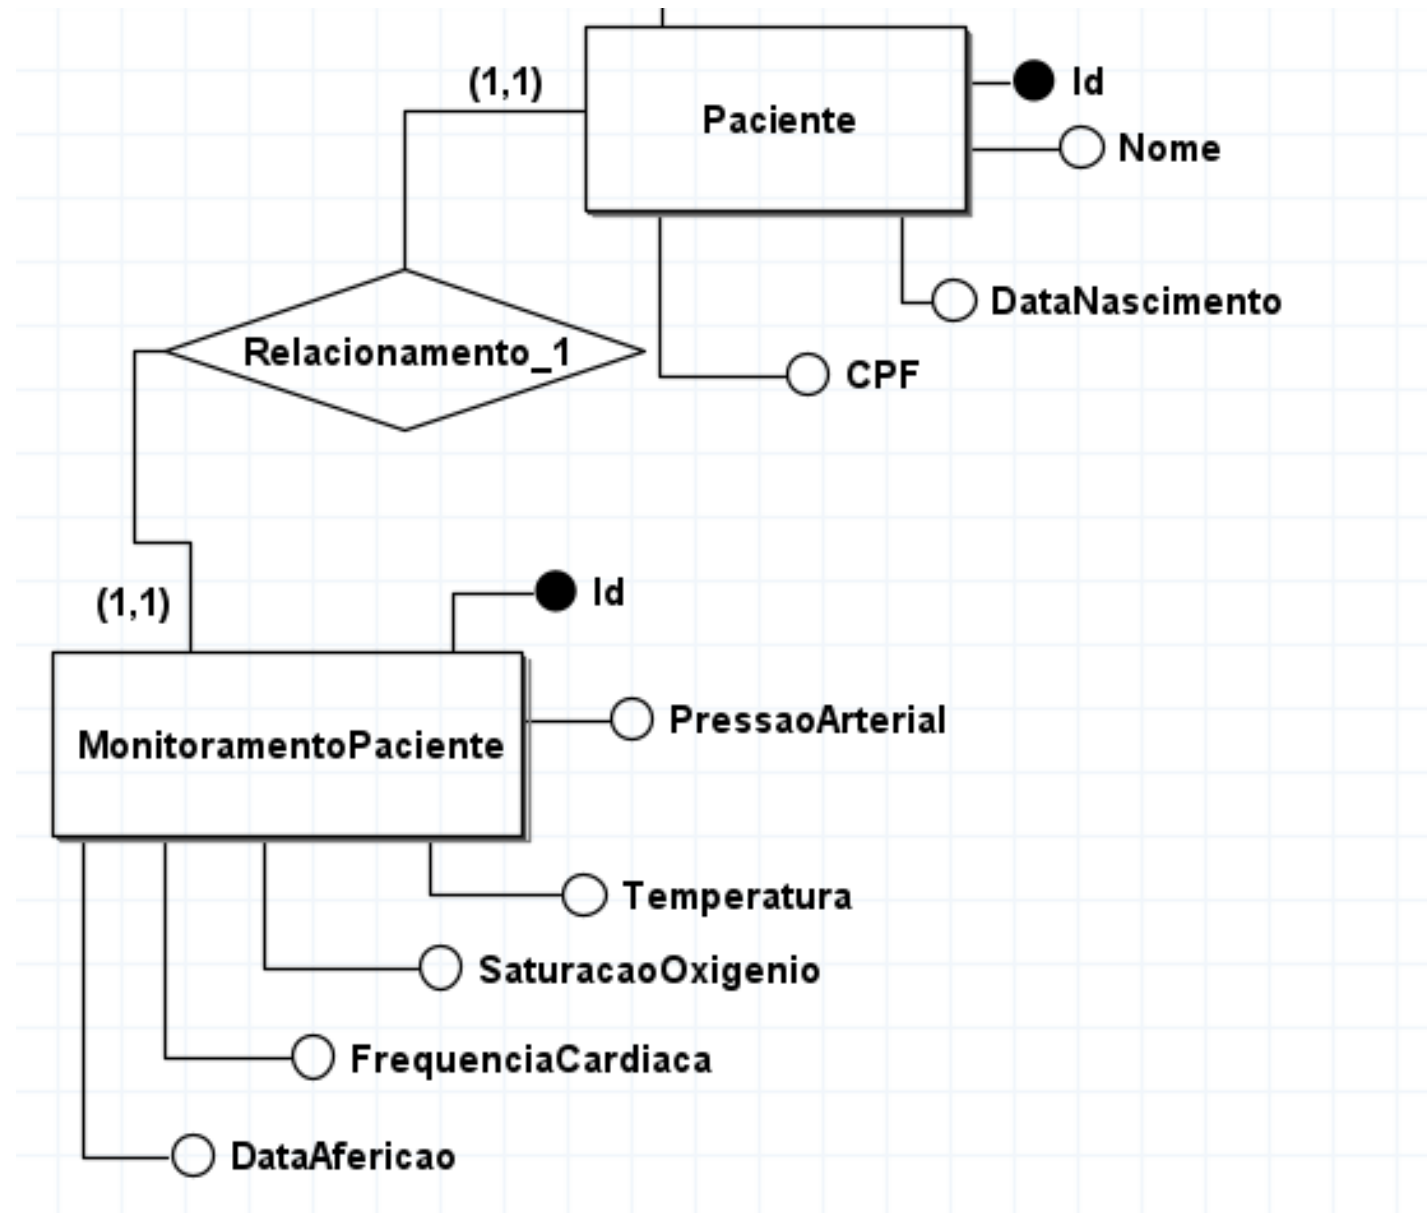 (1,1)
Id
Paciente
Nome
DataNascimento
Relacionamento_1
CPF
Id
(1,1)
PressaoArterial
MonitoramentoPaciente
Temperatura
SaturacaoOxigenio
FrequenciaCardiaca
DataAfericao